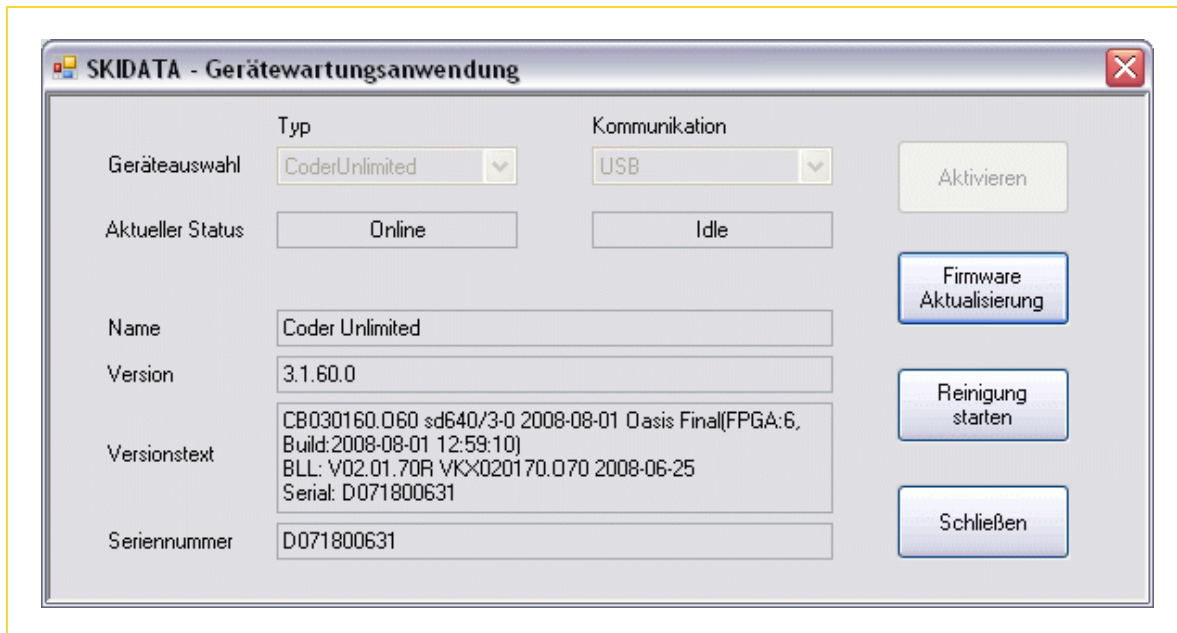 SKIDATA - Gerätewartungsanwendung
Typ
Kommunikation
Geräteauswahl
CoderUnlimited
USB
Aktivieren
Aktueller Status
Online
Idle
Firmware
Aktualisierung
Name
Coder Unlimited
Version
3.1.60.0
Reinigung
starten
Versionstext
CB030160.O60 sd640/3-0 2008-08-01 Oasis Final(FPGA:6,
Build:2008-08-01 12:59:10)
BLL: V02.01.70R VKX020170.O70 2008-06-25
Serial: D071800631
Schließen
Seriennummer
D071800631